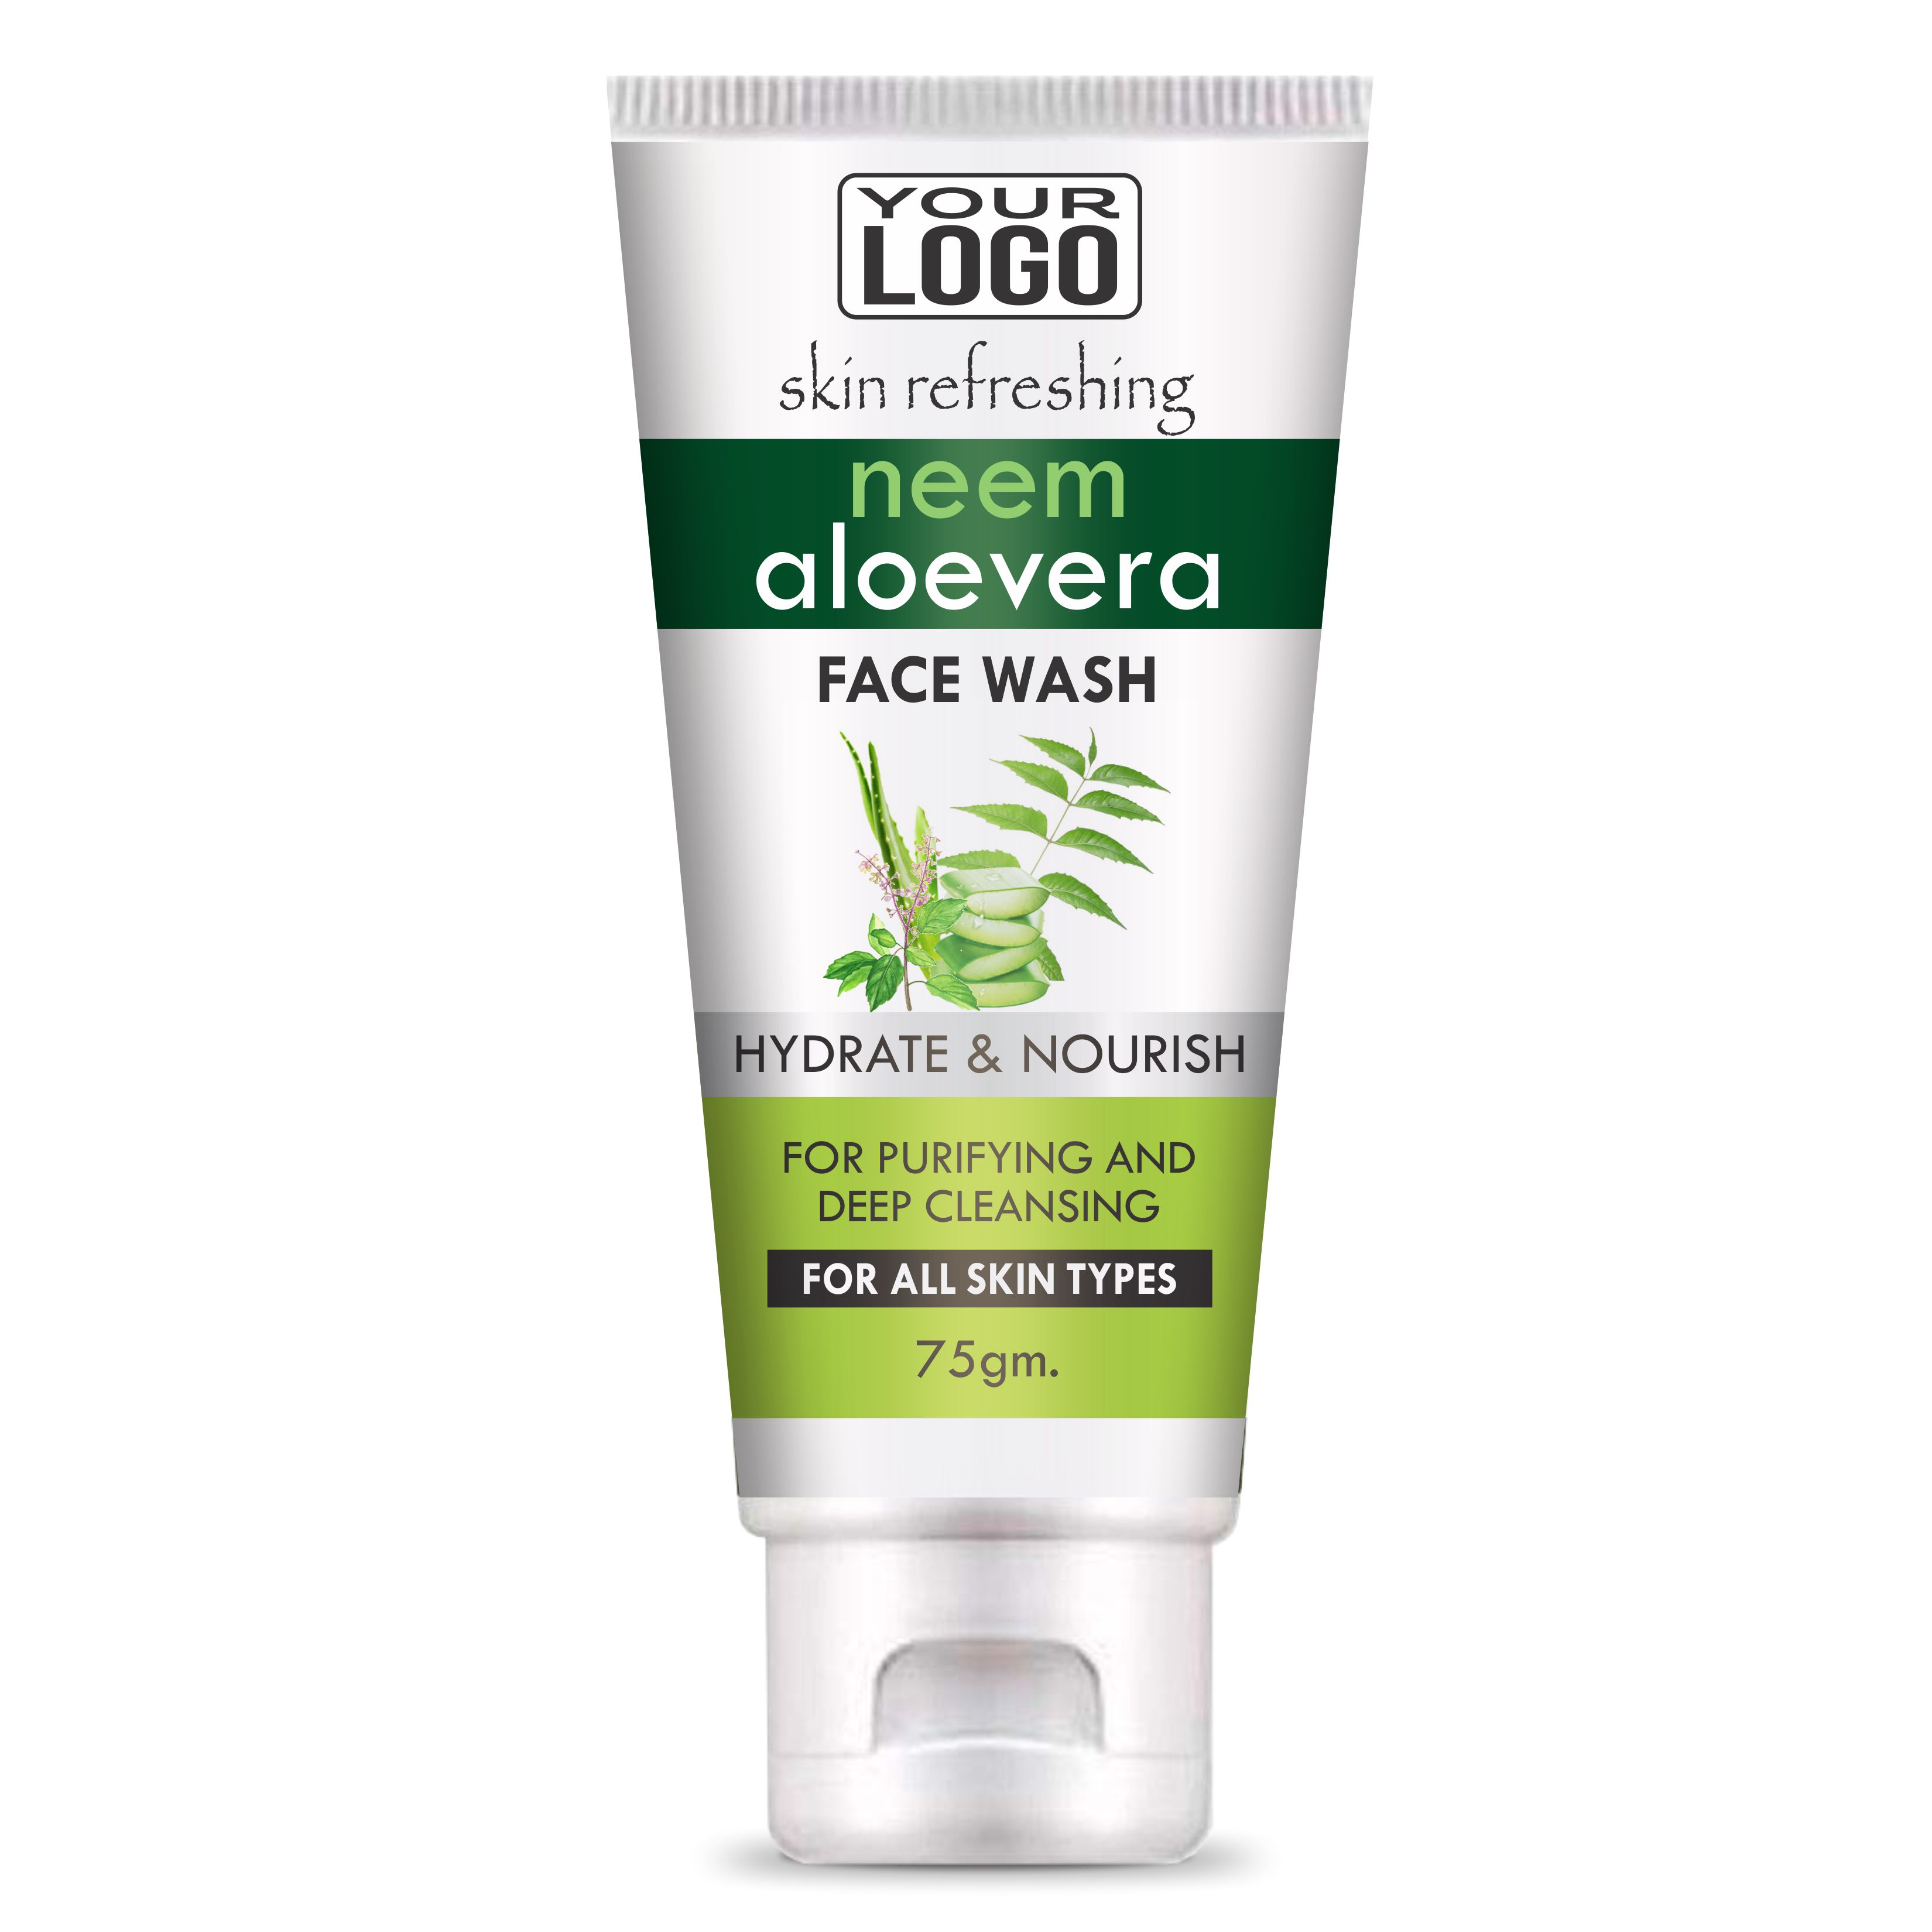 YOUR
LOGO
skin refreshing
neem
aloevera
FACE WASH
HYDRATE & NOURISH
FOR PURIFYING AND
DEEP CLEANSING
FOR ALL SKIN TYPES
75gm.